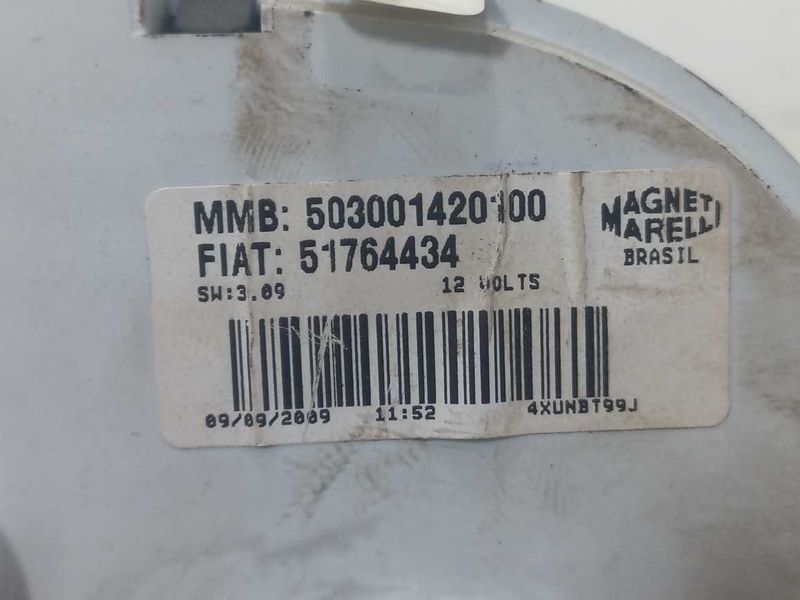 MMB: 503001420100
FIAT: 51764434
SW:3.09 12 VOLTS
MAGNETI
MARELLI
BRASIL
09/09/2009 11:52 4XUNBT99J